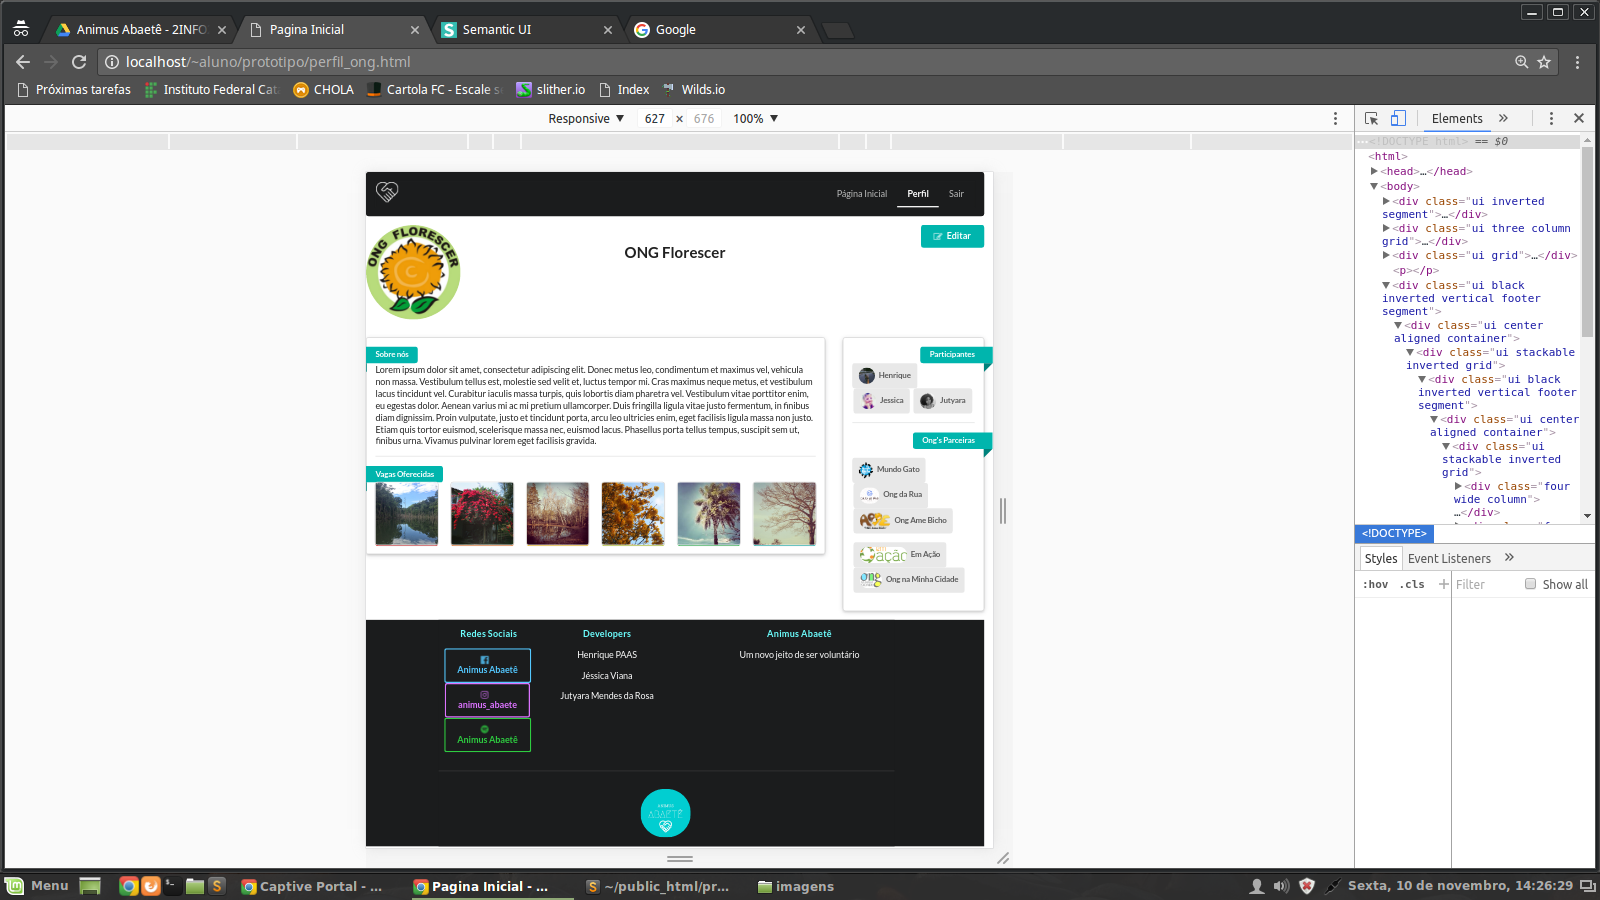 Animus Abaetê - 2INFO
Pagina Inicial
Semantic UI
Google
localhost/~aluno/prototipo/perfil_ong.html
Próximas tarefas
Instituto Federal Cat
CHOLA
Cartola FC - Escale s
slither.io
Index
Wilds.io
Responsive ▼ 627 × 676 100% ▼
Elements »
Página Inicial
Perfil
Sair
ONG FLORESCER
ONG Florescer
Editar
Sobre nós
Lorem ipsum dolor sit amet, consectetur adipiscing elit. Donec metus leo, condimentum et maximus vel, vehicula
non massa. Vestibulum tellus est, molestie sed velit et, luctus tempor mi. Cras maximus neque metus, et vestibulum
lacus tincidunt vel. Curabitur iaculis massa turpis, quis lobortis diam pharetra vel. Vestibulum vitae porttitor enim,
eu egestas dolor. Aenean varius mi ac mi pretium ullamcorper. Duis fringilla ligula vitae justo fermentum, in finibus
diam dignissim. Proin vulputate, justo et tincidunt porta, arcu leo ultricies enim, eget facilisis ligula massa non justo.
Etiam quis tortor euismod, scelerisque massa nec, euismod lacus. Phasellus porta tellus tempus, suscipit sem ut,
finibus urna. Vivamus pulvinar lorem eget facilisis gravida.
Vagas Oferecidas
Participantes
Henrique
Jessica
Jutyara
Ong's Parceiras
Mundo Gato
Ong da Rua
Ong Ame Bicho
ação
Em Ação
ong
Ong na Minha Cidade
Redes Sociais
Animus Abaetê
animus_abaete
Animus Abaetê
Developers
Henrique PAAS
Jéssica Viana
Jutyara Mendes da Rosa
Animus Abaetê
Um novo jeito de ser voluntário
ABAETÊ
<!DOCTYPE html> == $0
<html>
<head>…</head>
<body>
<div class="ui inverted
segment">…</div>
<div class="ui three column
grid">…</div>
<div class="ui grid">…</div>
<p></p>
<div class="ui black
inverted vertical footer
segment">
<div class="ui center
aligned container">
<div class="ui stackable
inverted grid">
<div class="ui black
inverted vertical footer
segment">
<div class="ui center
aligned container">
<div class="ui
stackable inverted
grid">
<div class="four
wide column">
…</div>
<!DOCTYPE>
Styles
Event Listeners »
:hov .cls + Filter
Show all
Menu
Captive Portal - ...
Pagina Inicial - ...
~/public_html/pr...
imagens
Sexta, 10 de novembro, 14:26:29